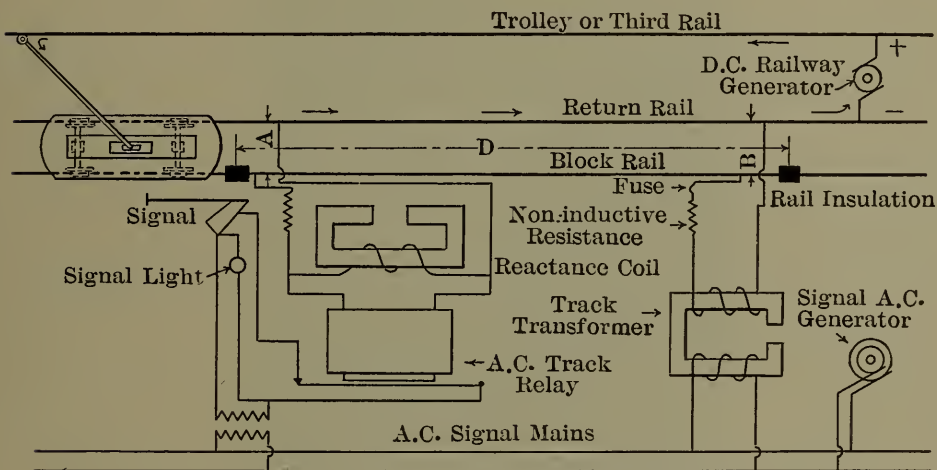 Trolley or Third Rail
+
D.C. Railway
Generator
Return Rail
−
A
D
B
Block Rail
Fuse
Rail Insulation
Signal
Non-inductive
Resistance
Signal Light
Reactance Coil
Track
Transformer
Signal A.C.
Generator
A.C. Track
Relay
A.C. Signal Mains